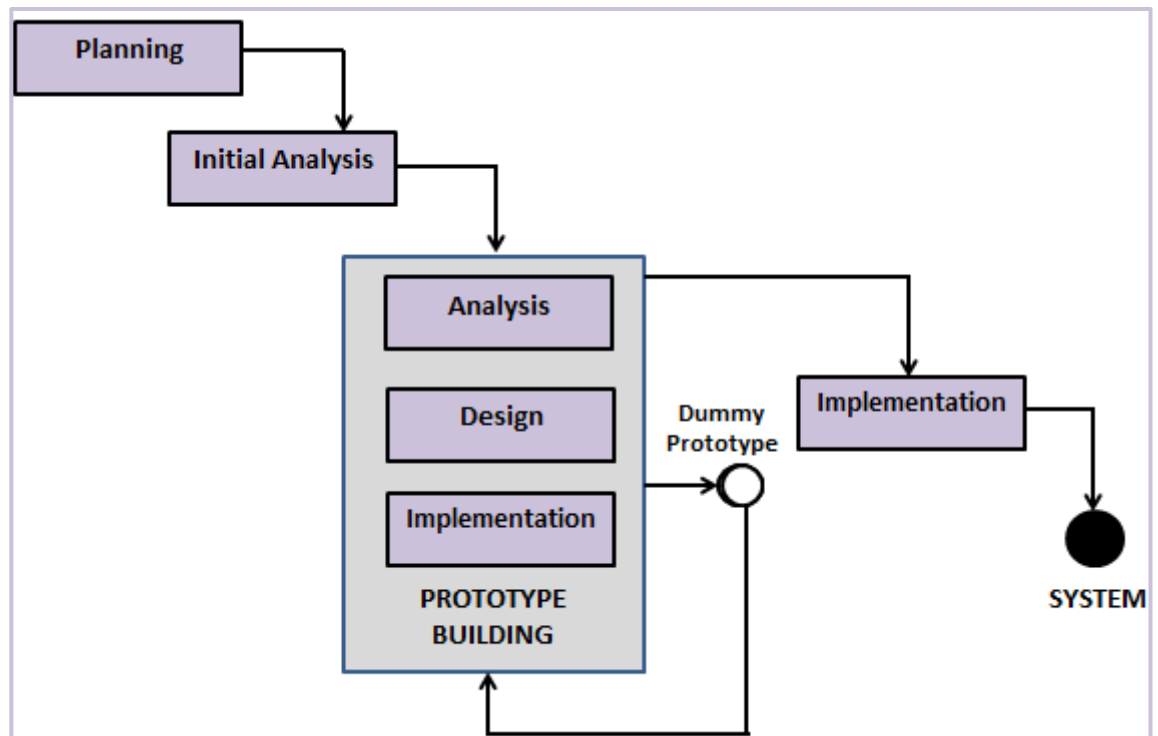 Planning
Initial Analysis
Analysis
Design
Implementation
PROTOTYPE
BUILDING
Dummy
Prototype
Implementation
SYSTEM